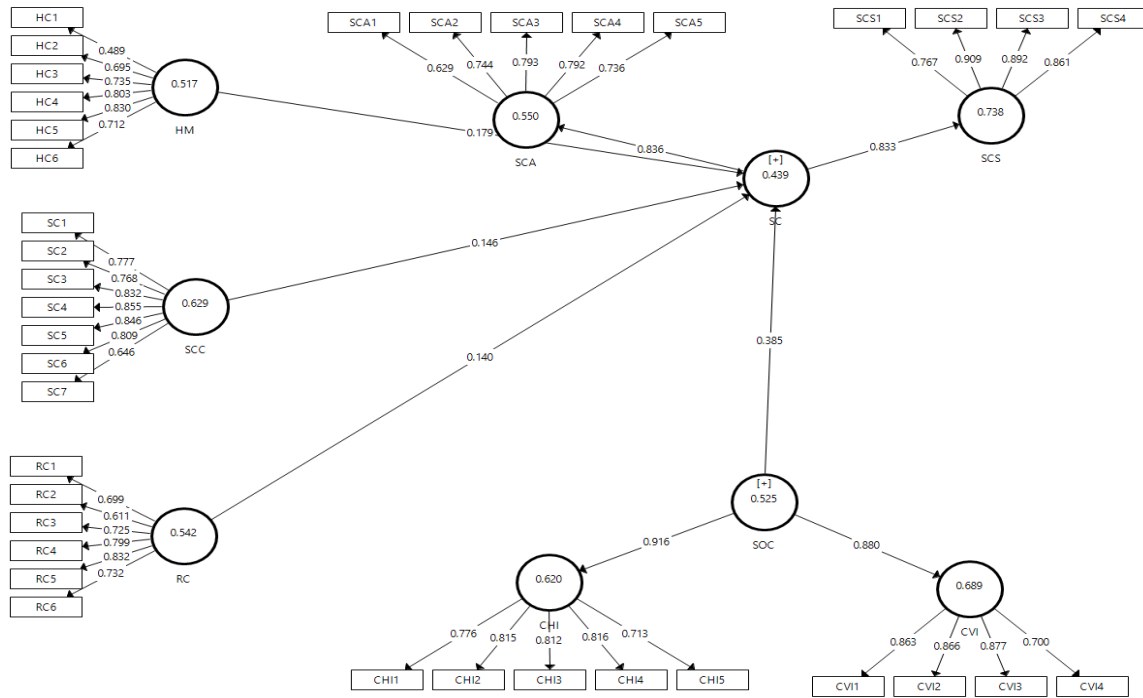 HC1
HC2
HC3
HC4
HC5
HC6
0.489
0.695
0.735
0.803
0.830
0.712
0.517
HM
SCA1
SCA2
SCA3
SCA4
SCA5
0.629
0.744
0.793
0.792
0.736
0.550
SCA
SCS1
SCS2
SCS3
SCS4
0.767
0.909
0.892
0.861
0.738
SCS
0.179
0.836
0.833
[+]
0.439
SC
SC1
SC2
SC3
SC4
SC5
SC6
SC7
0.777
0.768
0.832
0.855
0.846
0.809
0.646
0.629
SCC
0.146
0.140
0.385
RC1
RC2
RC3
RC4
RC5
RC6
0.699
0.611
0.725
0.799
0.832
0.732
0.542
RC
[+]
0.525
SOC
0.916
0.880
0.620
CHI
0.776
0.815
0.812
0.816
0.713
CHI1
CHI2
CHI3
CHI4
CHI5
0.689
CVI
0.863
0.866
0.877
0.700
CVI1
CVI2
CVI3
CVI4